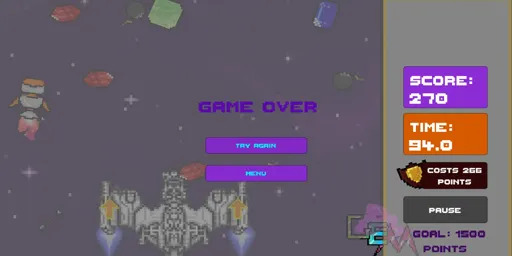 GAME OVER
TRY AGAIN
MENU
SCORE:
270
TIME:
94.0
COSTS 266
POINTS
PAUSE
GOAL: 1500
POINTS